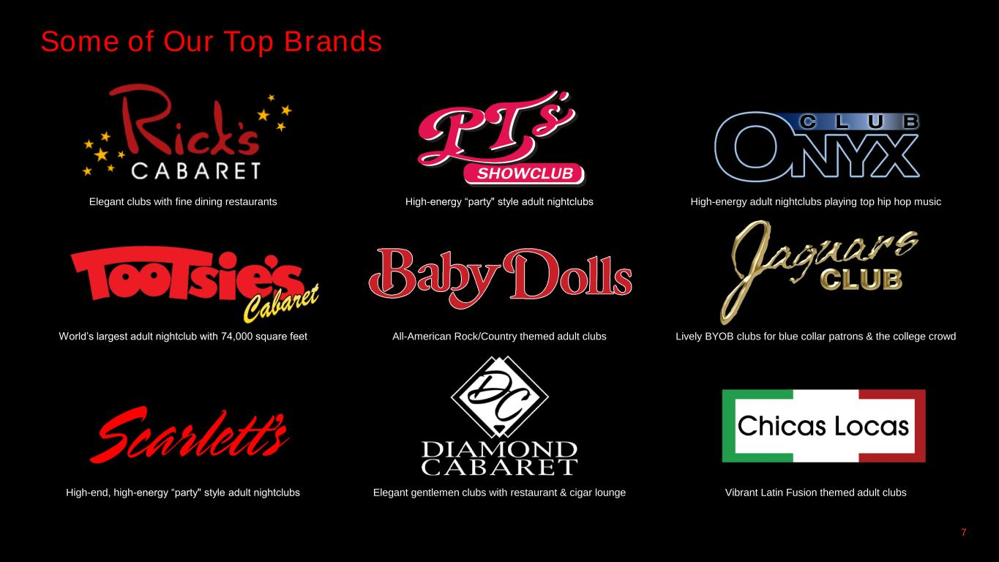 Some of Our Top Brands
Rick's
CABARET
Elegant clubs with fine dining restaurants
PT's
SHOWCLUB
High-energy “party" style adult nightclubs
CLUB
ONYX
High-energy adult nightclubs playing top hip hop music
TooTsie's
Cabaret
World’s largest adult nightclub with 74,000 square feet
Baby Dolls
All-American Rock/Country themed adult clubs
Jaguars
CLUB
Lively BYOB clubs for blue collar patrons & the college crowd
Scarlett's
High-end, high-energy “party” style adult nightclubs
DC
DIAMOND
CABARET
Elegant gentlemen clubs with restaurant & cigar lounge
Chicas Locas
Vibrant Latin Fusion themed adult clubs
7